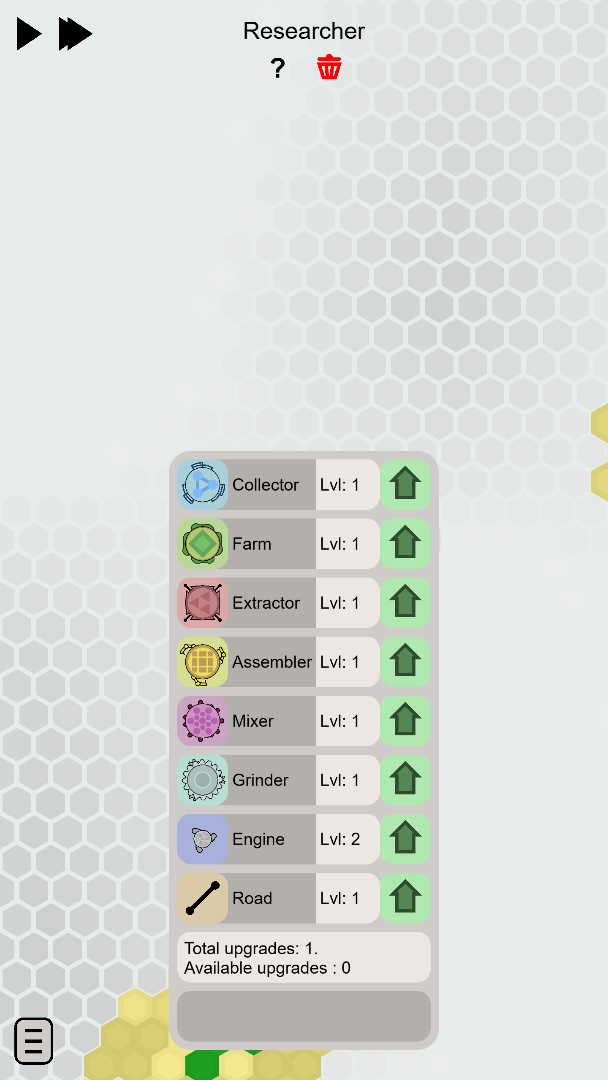 Researcher
?
Collector Lvl: 1
Farm Lvl: 1
Extractor Lvl: 1
Assembler Lvl: 1
Mixer Lvl: 1
Grinder Lvl: 1
Engine Lvl: 2
Road Lvl: 1
Total upgrades: 1.
Available upgrades : 0